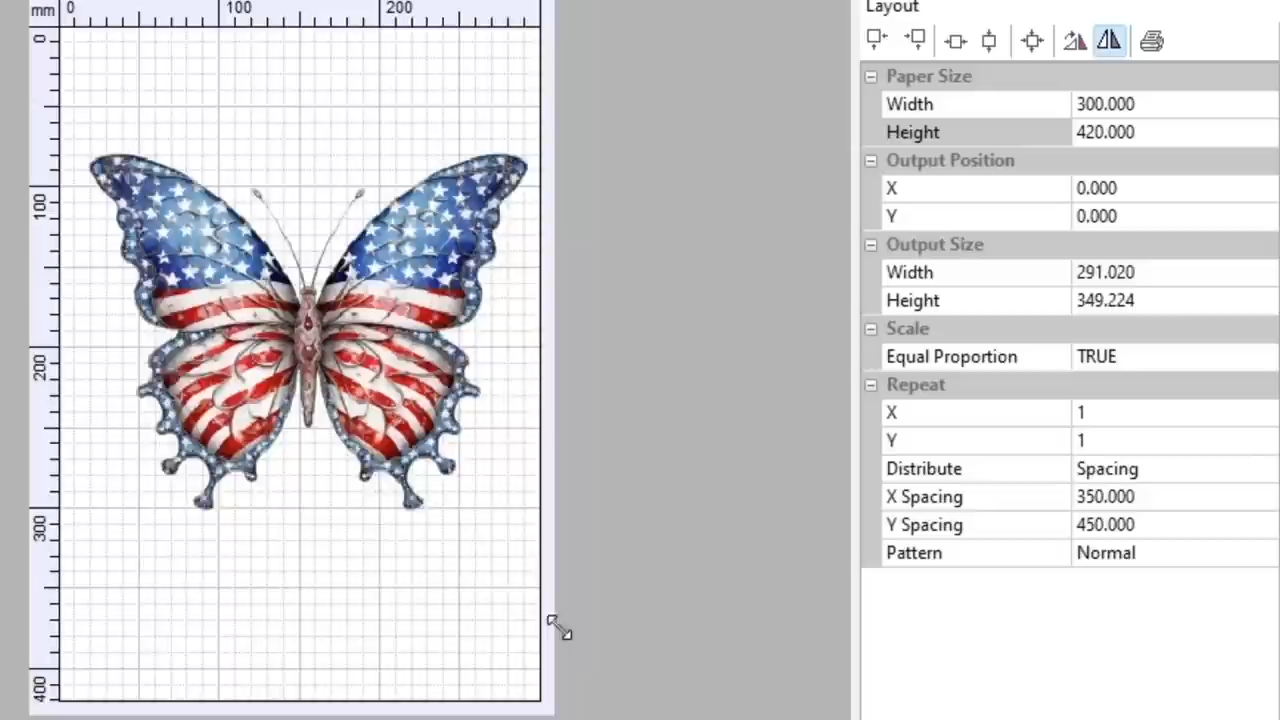 mm 0 100 200
0
100
200
300
400
Layout
Paper Size
Width 300.000
Height 420.000
Output Position
X 0.000
Y 0.000
Output Size
Width 291.020
Height 349.224
Scale
Equal Proportion TRUE
Repeat
X 1
Y 1
Distribute Spacing
X Spacing 350.000
Y Spacing 450.000
Pattern Normal